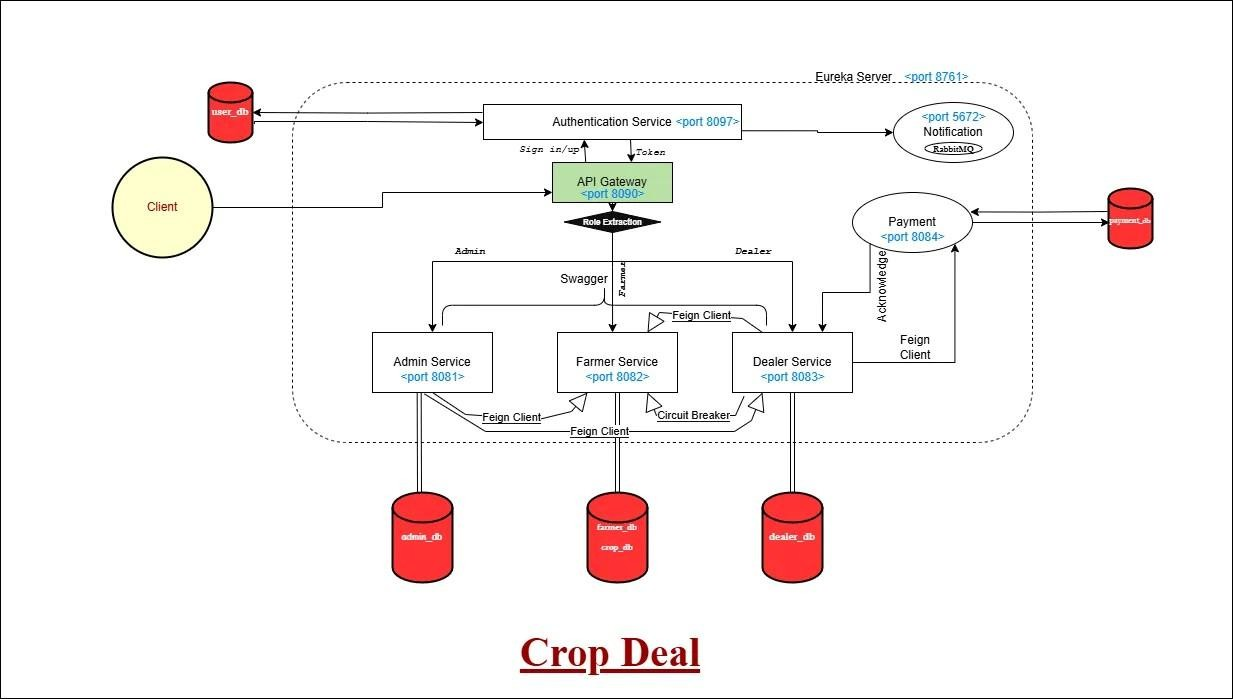 Eureka Server <port 8761>
user_db
Authentication Service <port 8097>
<port 5672>
Notification
RabbitMQ
Sign in/up
Token
API Gateway
<port 8090>
Client
Role Extraction
Payment
<port 8084>
payment_db
Admin
Dealer
Farmer
Swagger
Acknowledge
Feign Client
Feign
Client
Admin Service
<port 8081>
Farmer Service
<port 8082>
Dealer Service
<port 8083>
Feign Client
Circuit Breaker
Feign Client
admin_db
farmer_db
crop_db
dealer_db
Crop Deal